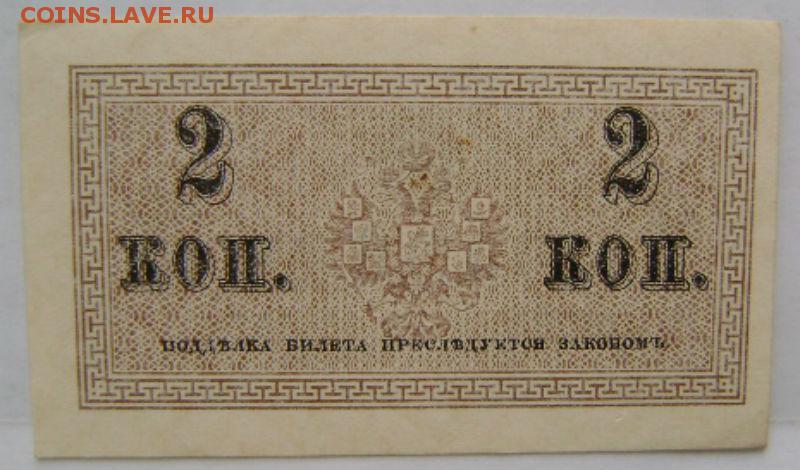 COINS.LAVE.RU
2 2
КОП. КОП.
ПОДДѢЛКА БИЛЕТА ПРЕСЛѢДУЕТСЯ ЗАКОНОМЪ